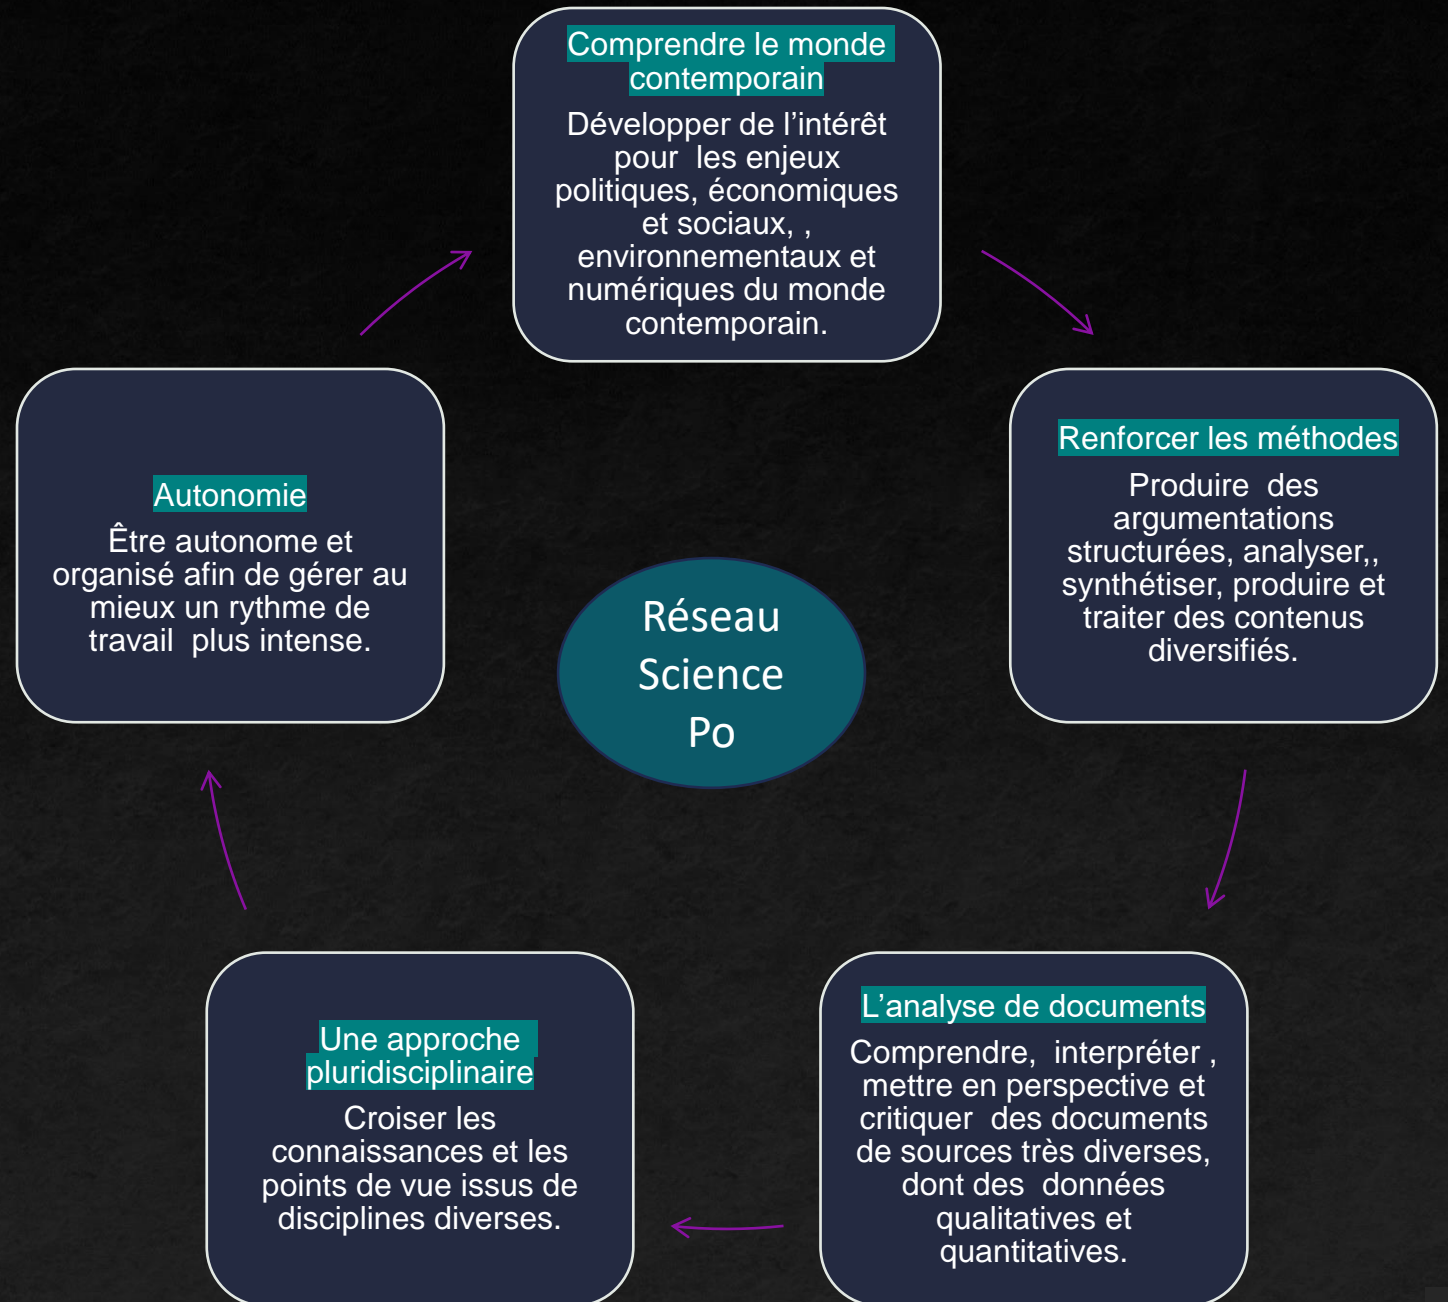 Comprendre le monde
contemporain
Développer de l’intérêt
pour  les enjeux
politiques, économiques
et sociaux, ,
environnementaux et
numériques du monde
contemporain.
Renforcer les méthodes
Produire  des
argumentations
structurées, analyser,,
synthétiser, produire et
traiter des contenus
diversifiés.
L’analyse de documents
Comprendre,  interpréter ,
mettre en perspective et
critiquer  des documents
de sources très diverses,
dont des  données
qualitatives et
quantitatives.
Une approche
pluridisciplinaire
Croiser les
connaissances et les
points de vue issus de
disciplines diverses.
Autonomie
Être autonome et
organisé afin de gérer au
mieux un rythme de
travail  plus intense.
Réseau
Science
Po